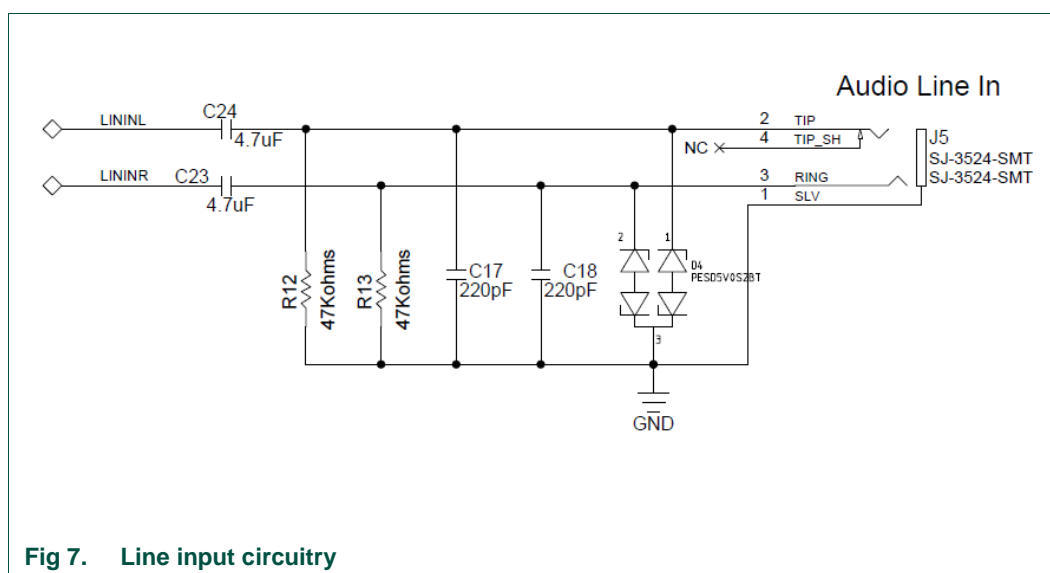 Audio Line In
LININL
C24
4.7uF
2 TIP
4 TIP_SH
NC
J5
SJ-3524-SMT
SJ-3524-SMT
LININR
C23
4.7uF
3 RING
1 SLV
2
1
D4
PESD5V0S2BT
R12
47Kohms
R13
47Kohms
C17
220pF
C18
220pF
3
GND
Fig 7. Line input circuitry